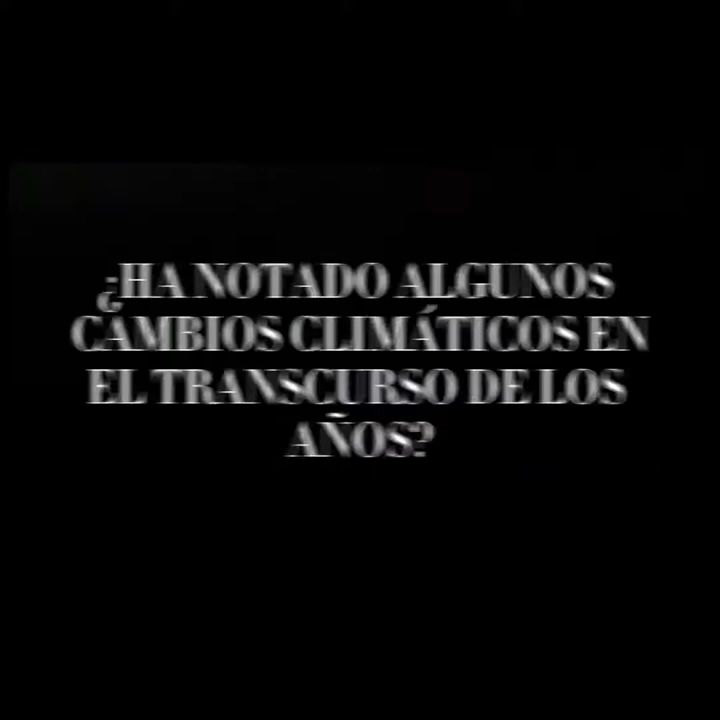 ¿HA NOTADO ALGUNOS
CAMBIOS CLIMÁTICOS EN
EL TRANSCURSO DE LOS
AÑOS?